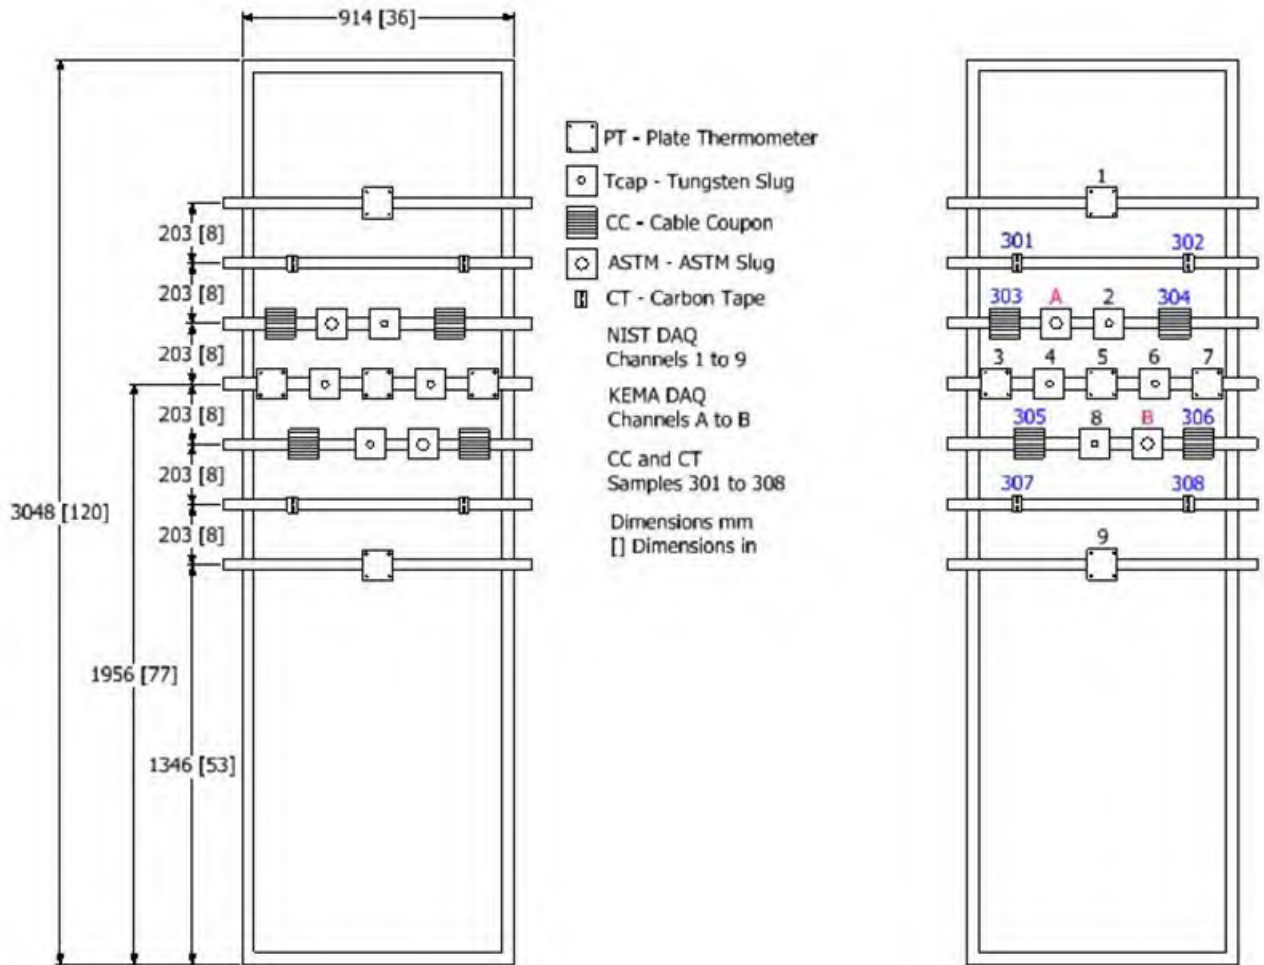 914 [36]
PT - Plate Thermometer
Tcap - Tungsten Slug
CC - Cable Coupon
ASTM - ASTM Slug
CT - Carbon Tape
NIST DAQ
Channels 1 to 9
KEMA DAQ
Channels A to B
CC and CT
Samples 301 to 308
Dimensions mm
[] Dimensions in
203 [8]
203 [8]
203 [8]
203 [8]
203 [8]
203 [8]
3048 [120]
1956 [77]
1346 [53]
1
301 302
303 A 2 304
3 4 5 6 7
305 8 B 306
307 308
9